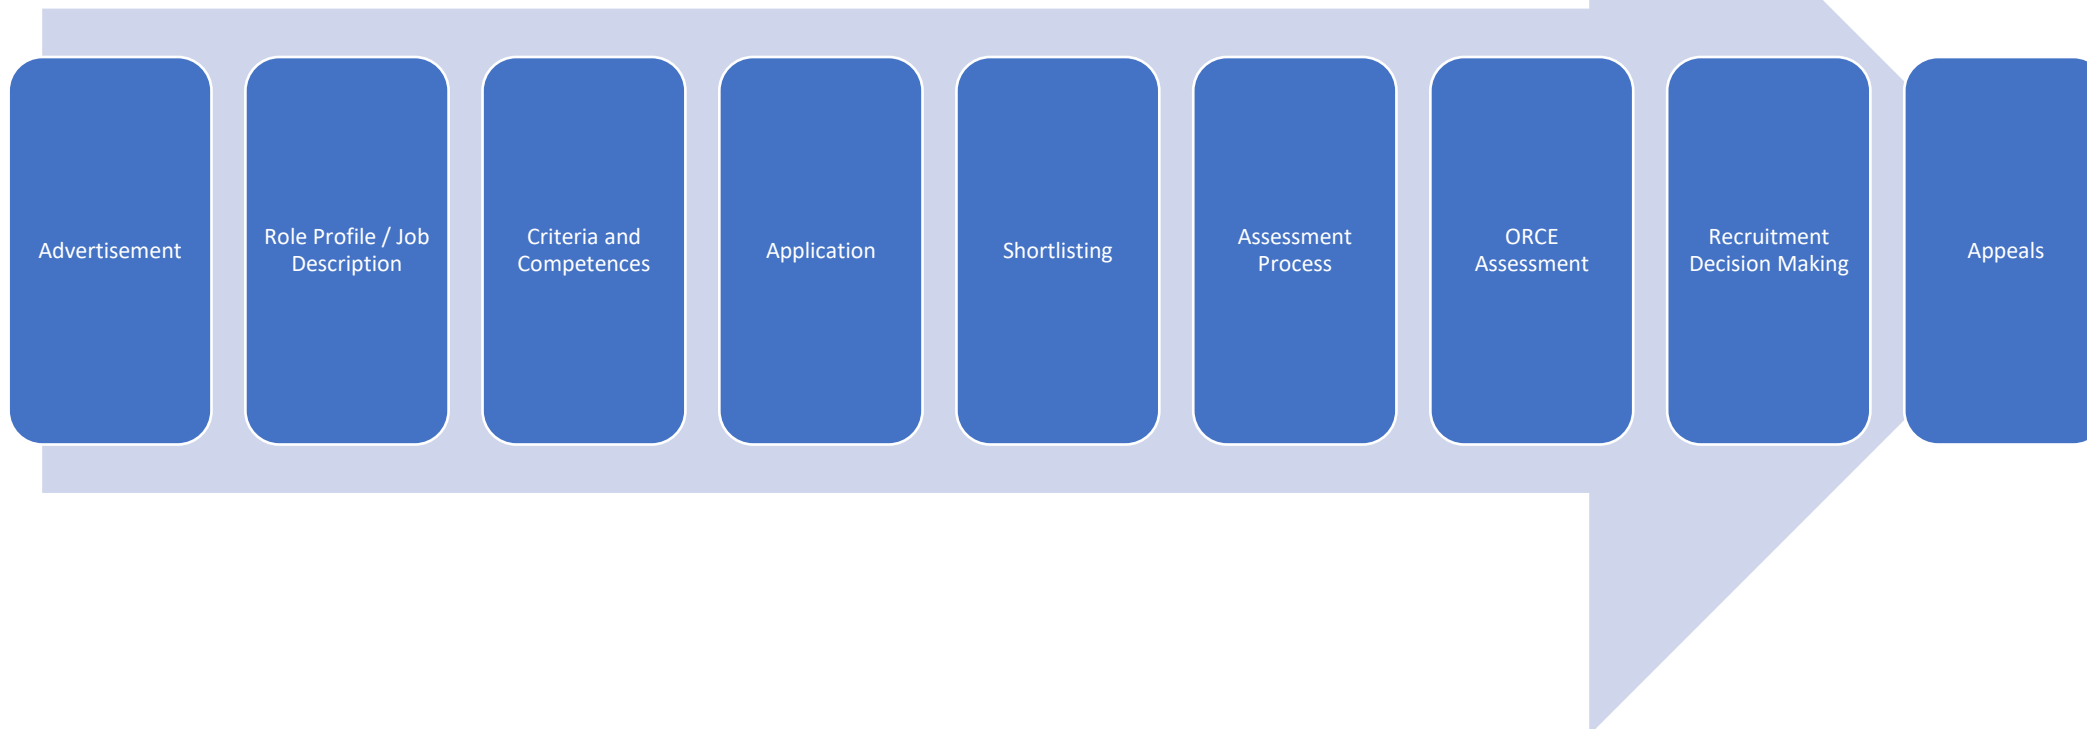 Advertisement
Role Profile / Job
Description
Criteria and
Competences
Application
Shortlisting
Assessment
Process
ORCE
Assessment
Recruitment
Decision Making
Appeals